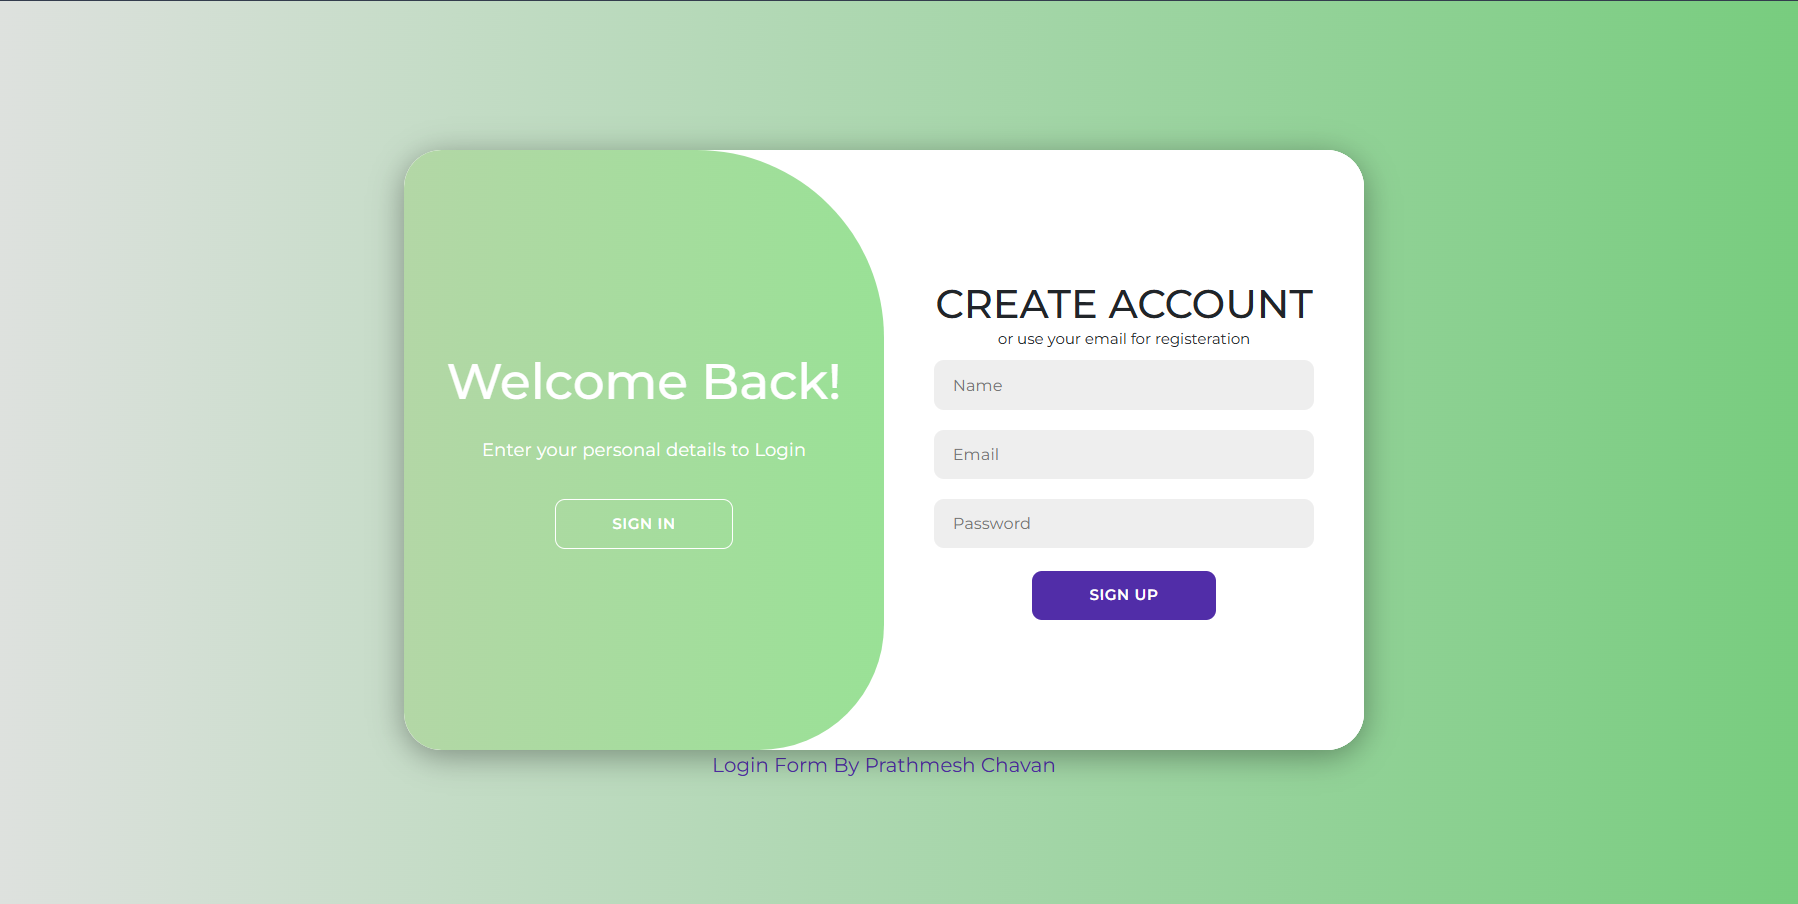 Welcome Back!
Enter your personal details to Login
SIGN IN
CREATE ACCOUNT
or use your email for registeration
Name
Email
Password
SIGN UP
Login Form By Prathmesh Chavan